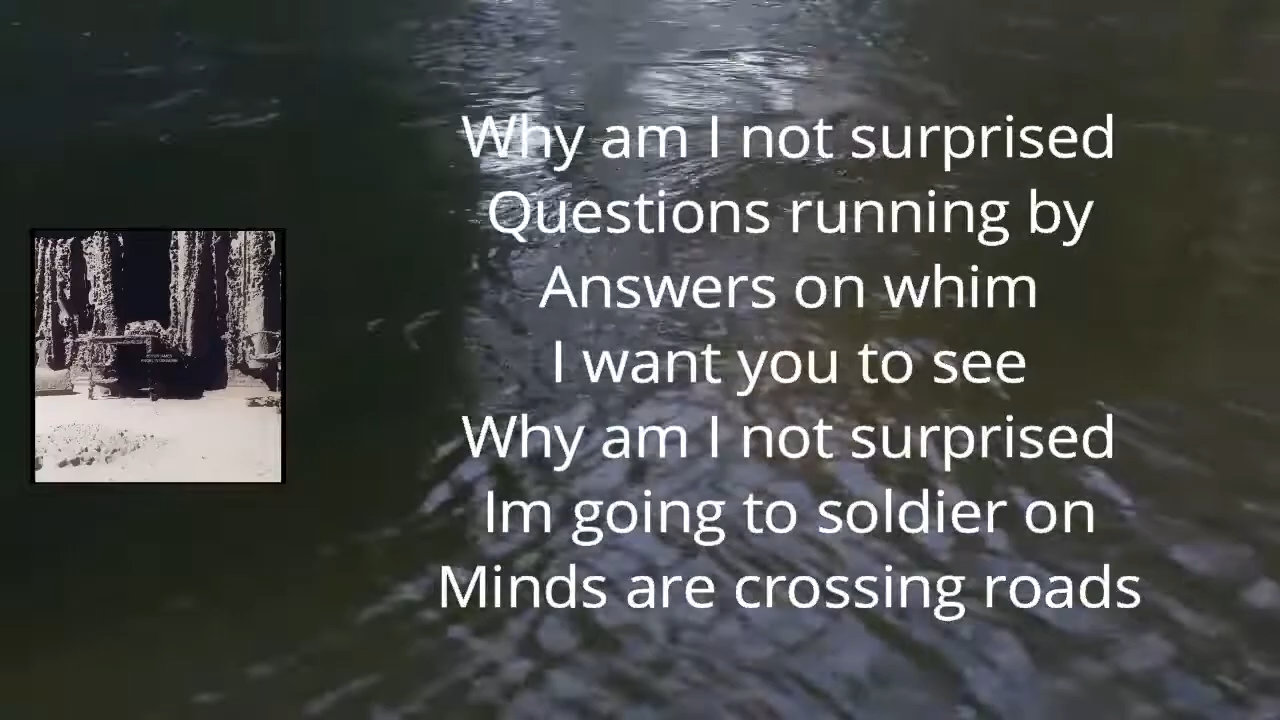 Why am I not surprised
Questions running by
Answers on whim
I want you to see
Why am I not surprised
Im going to soldier on
Minds are crossing roads